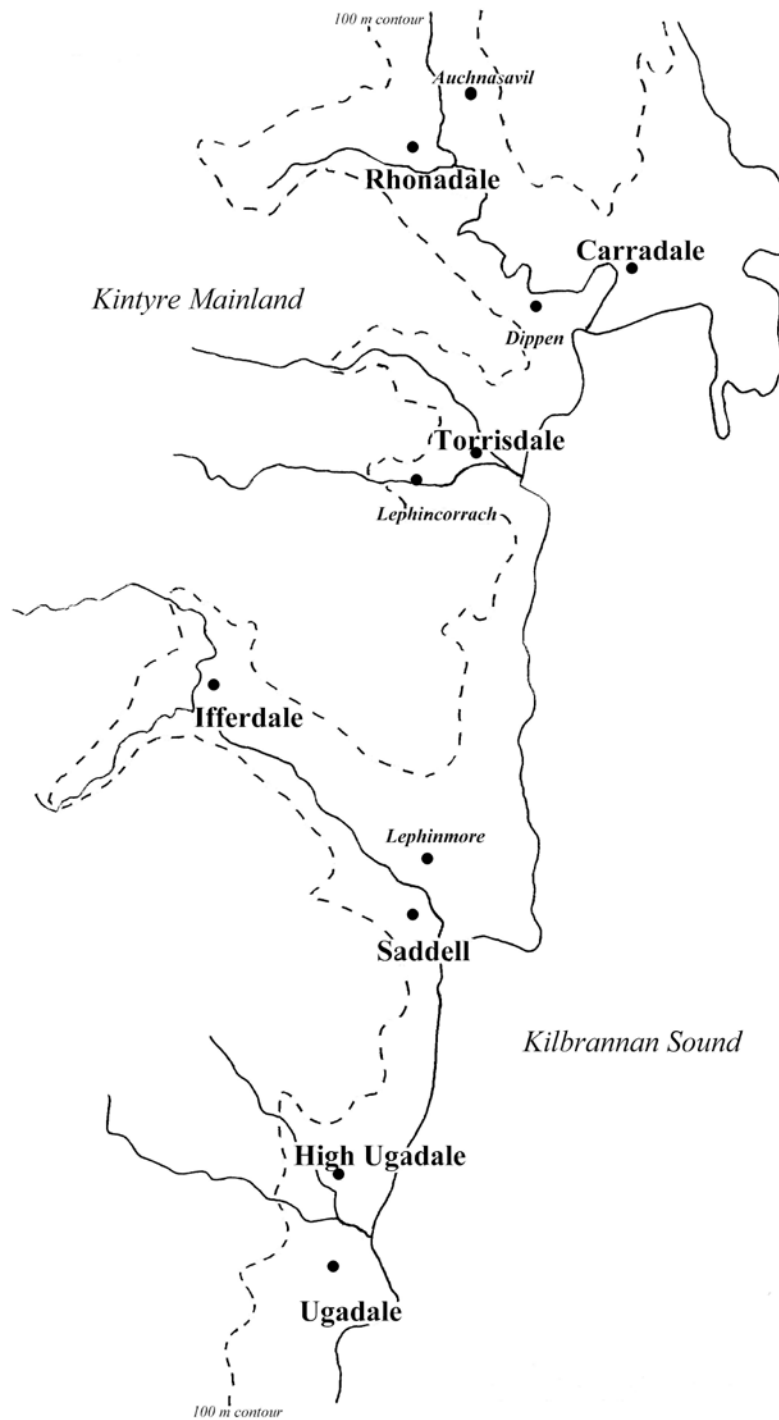 100 m contour
Auchnasavil
Rhonadale
Carradale
Kintyre Mainland
Dippen
Torrisdale
Lephincorrach
Ifferdale
Lephinmore
Saddell
Kilbrannan Sound
High Ugadale
Ugadale
100 m contour